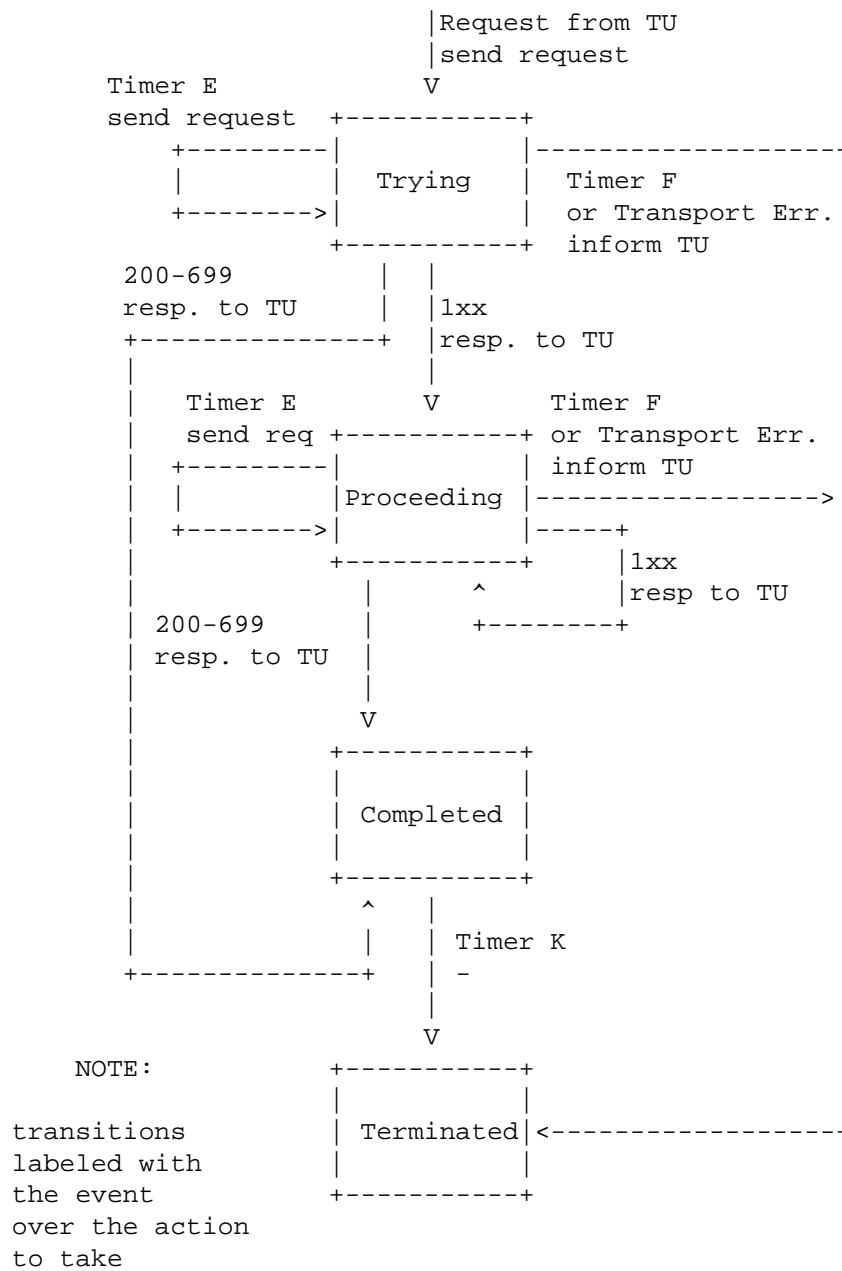 |Request from TU
|send request
Timer E             V
send request  +-----------+
+---------|           |-------------------
|         |  Trying   |  Timer F
+-------->|           |  or Transport Err.
+-----------+  inform TU
200-699         |  |
resp. to TU     |  |1xx
+---------------+  |resp. to TU
|                  |
|   Timer E        V       Timer F
|   send req +-----------+ or Transport Err.
|  +---------|           | inform TU
|  |         |Proceeding |------------------>
|  +-------->|           |-----+
|            +-----------+     |1xx
|              |      ^        |resp to TU
| 200-699      |      +--------+
| resp. to TU  |
|              |
|              V
|            +-----------+
|            |           |
|            | Completed |
|            |           |
|            +-----------+
|              ^   |
|              |   | Timer K
+--------------+   | -
|
V
NOTE:           +-----------+
|           |
transitions         | Terminated|<-------------------
labeled with        |           |
the event           +-----------+
over the action
to take